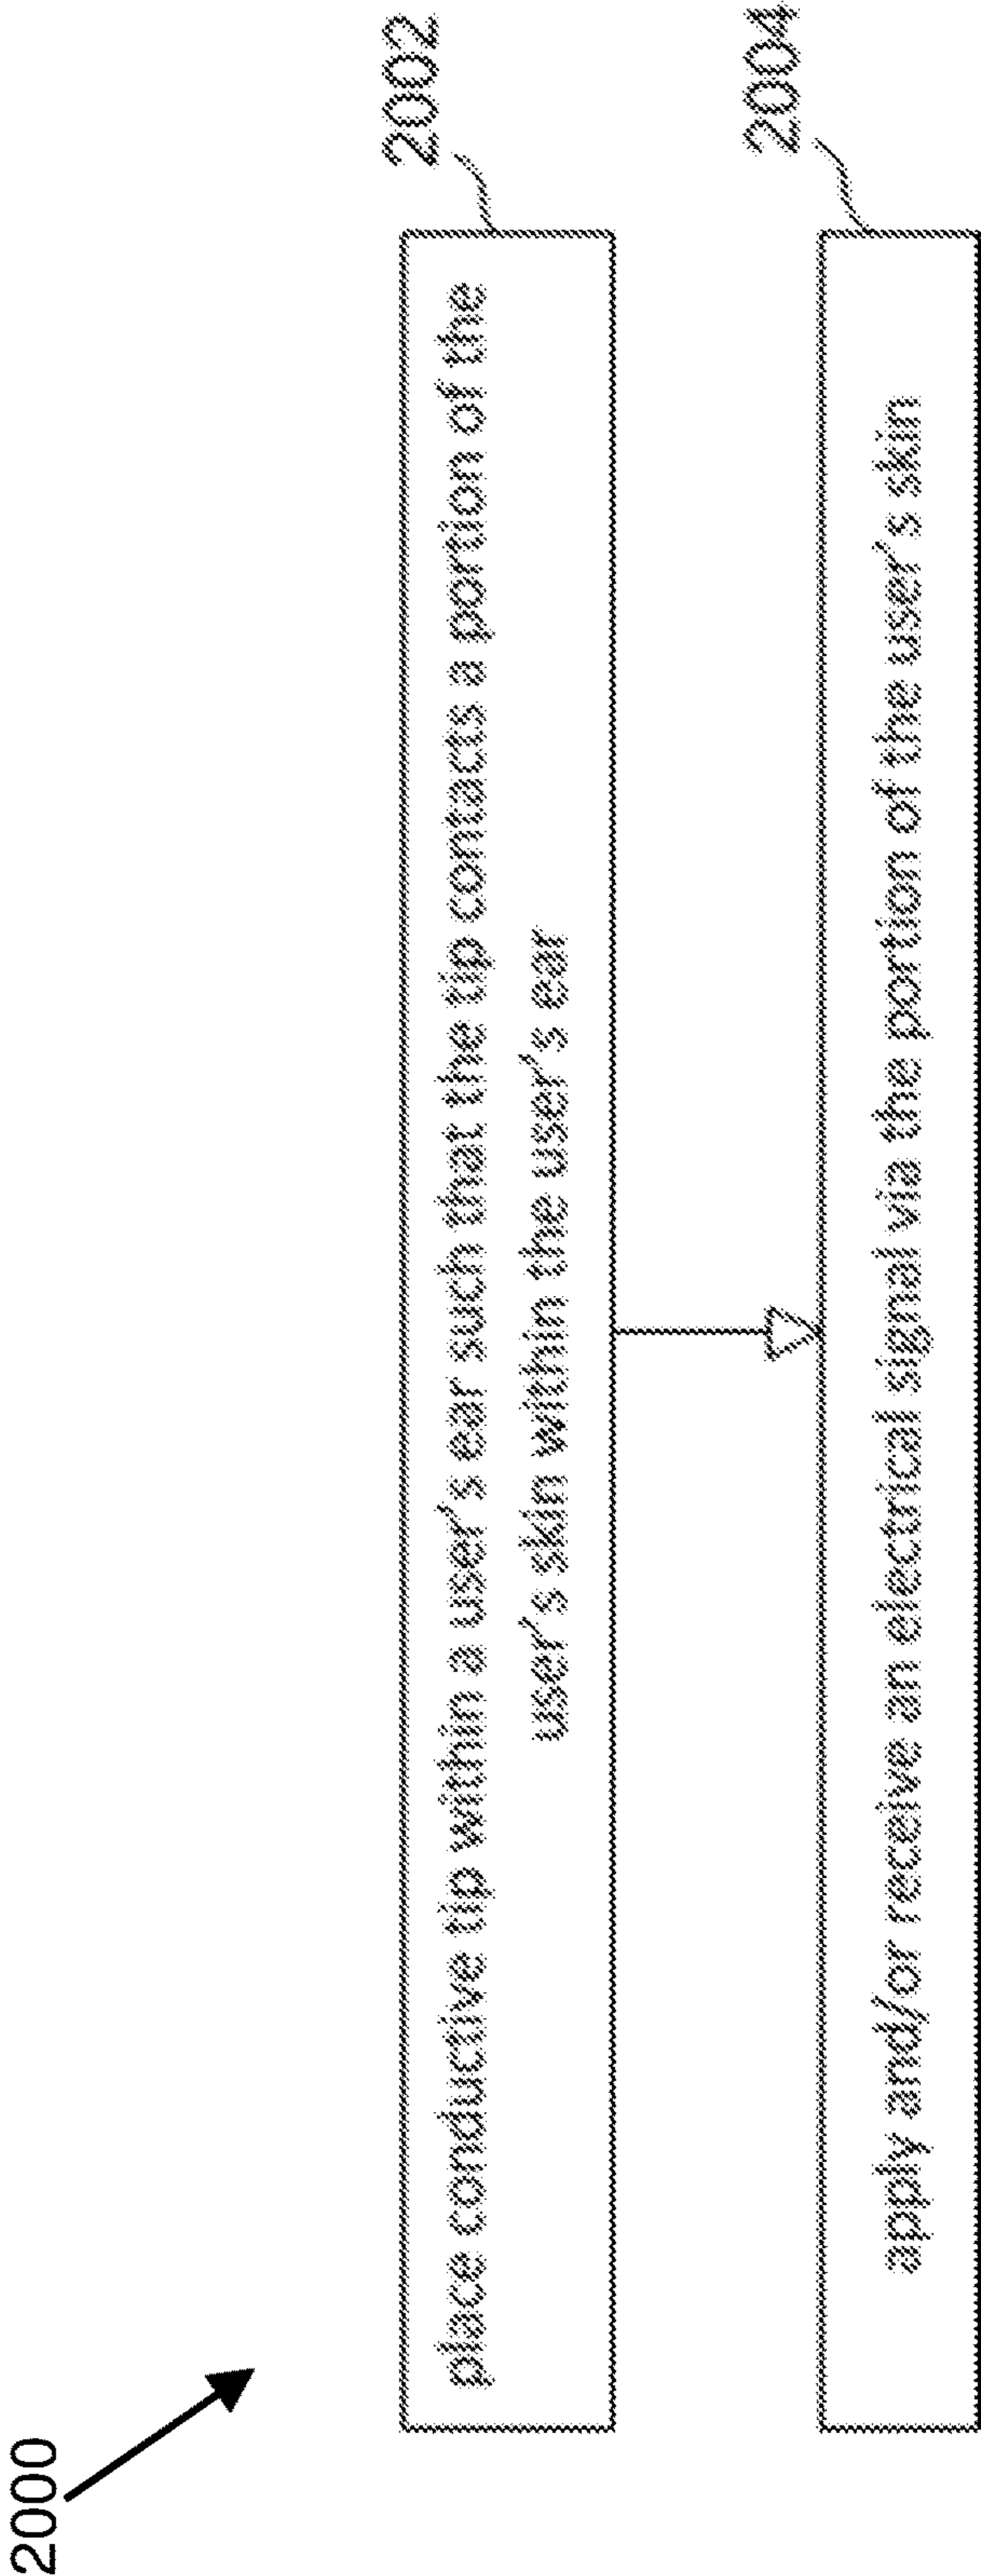 2000
place conductive tip within a user's ear such that the tip contacts a portion of the
user's skin within the user's ear
2002
apply and/or receive an electrical signal via the portion of the user's skin
2004